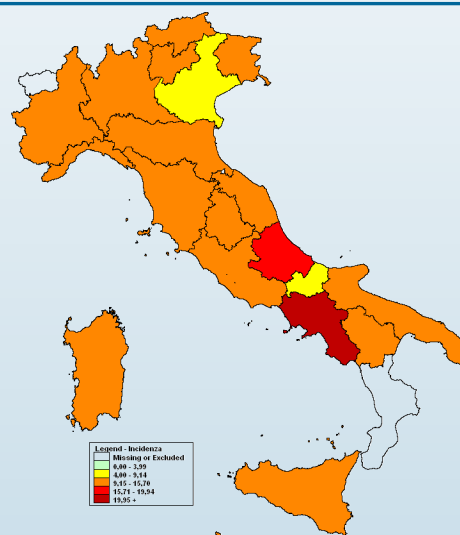 Legend - Incidenza
Missing or Excluded
0,00 - 3,99
4,00 - 9,14
9,15 - 15,70
15,71 - 19,94
19,95 +